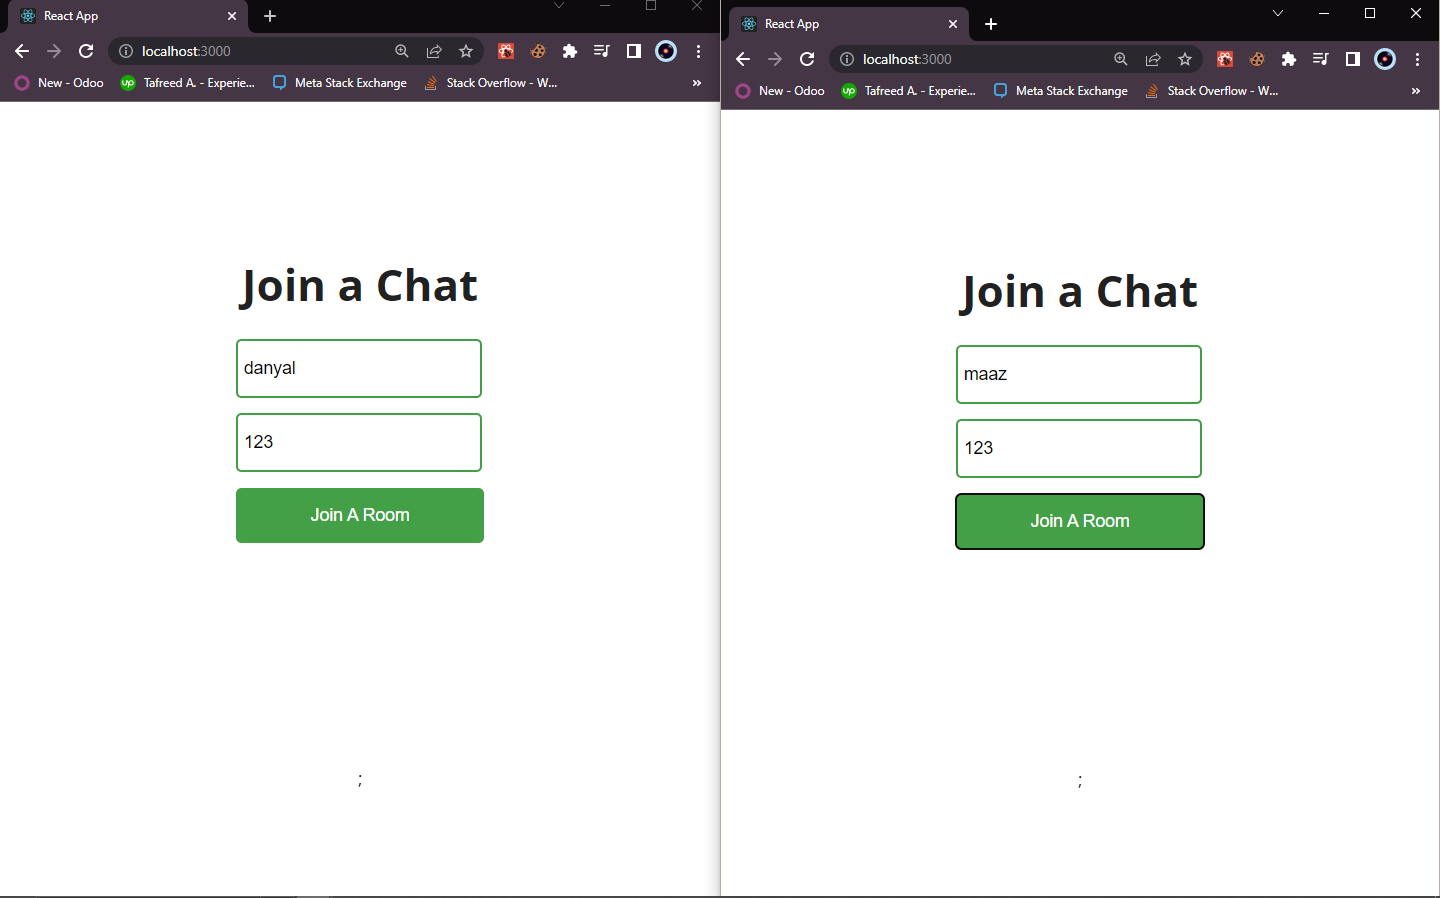 React App
localhost:3000
New - Odoo
up
Tafreed A. - Experie...
Meta Stack Exchange
Stack Overflow - W...
»
Join a Chat
danyal
123
Join A Room
;
React App
localhost:3000
New - Odoo
up
Tafreed A. - Experie...
Meta Stack Exchange
Stack Overflow - W...
»
Join a Chat
maaz
123
Join A Room
;